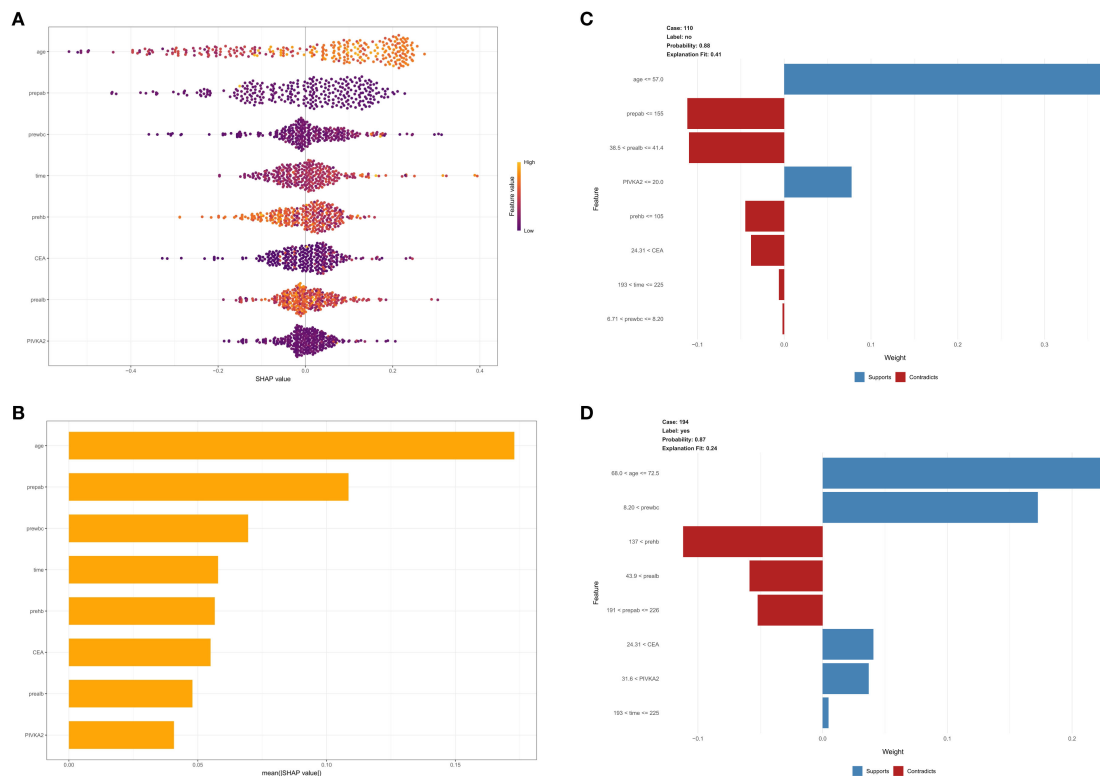 A
age
prepab
prewbc
time
prehb
CEA
prealb
PIVKA2
−0.4
−0.2
0.0
0.2
0.4
SHAP value
High
Low
Feature value
B
age
prepab
prewbc
time
prehb
CEA
prealb
PIVKA2
0.00
0.05
0.10
0.15
mean(|SHAP value|)
C
Case: 110
Label: no
Probability: 0.88
Explanation Fit: 0.41
age <= 57.0
prepab <= 155
38.5 < prealb <= 41.4
PIVKA2 <= 20.0
prehb <= 105
24.31 < CEA
193 < time <= 225
6.71 < prewbc <= 8.20
Feature
−0.1
0.0
0.1
0.2
0.3
Weight
Supports
Contradicts
D
Case: 194
Label: yes
Probability: 0.87
Explanation Fit: 0.24
68.0 < age <= 72.5
8.20 < prewbc
137 < prehb
43.9 < prealb
191 < prepab <= 226
24.31 < CEA
31.6 < PIVKA2
193 < time <= 225
Feature
−0.1
0.0
0.1
0.2
Weight
Supports
Contradicts